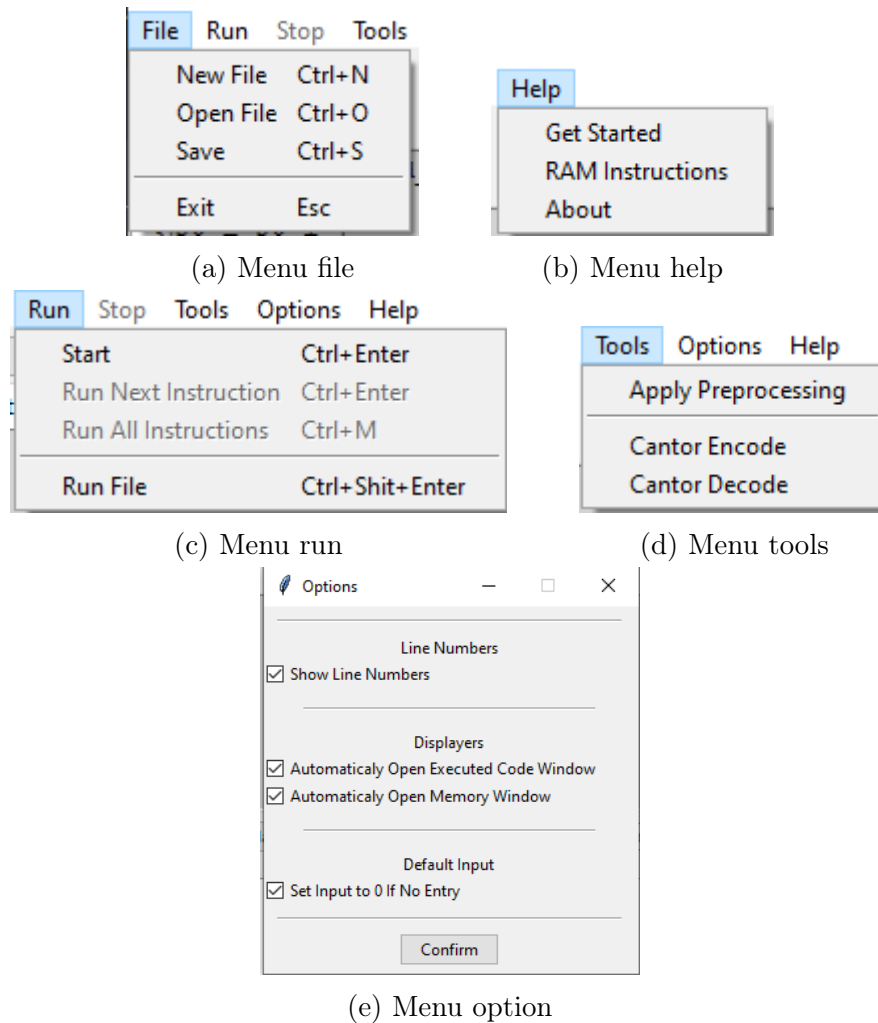 File Run Stop Tools
New File Ctrl+N
Open File Ctrl+O
Save Ctrl+S
Exit Esc
(a) Menu file
Help
Get Started
RAM Instructions
About
(b) Menu help
Run Stop Tools Options Help
Start Ctrl+Enter
Run Next Instruction Ctrl+Enter
Run All Instructions Ctrl+M
Run File Ctrl+Shit+Enter
(c) Menu run
Tools Options Help
Apply Preprocessing
Cantor Encode
Cantor Decode
(d) Menu tools
Options
Line Numbers
Show Line Numbers
Displayers
Automaticaly Open Executed Code Window
Automaticaly Open Memory Window
Default Input
Set Input to 0 If No Entry
Confirm
(e) Menu option